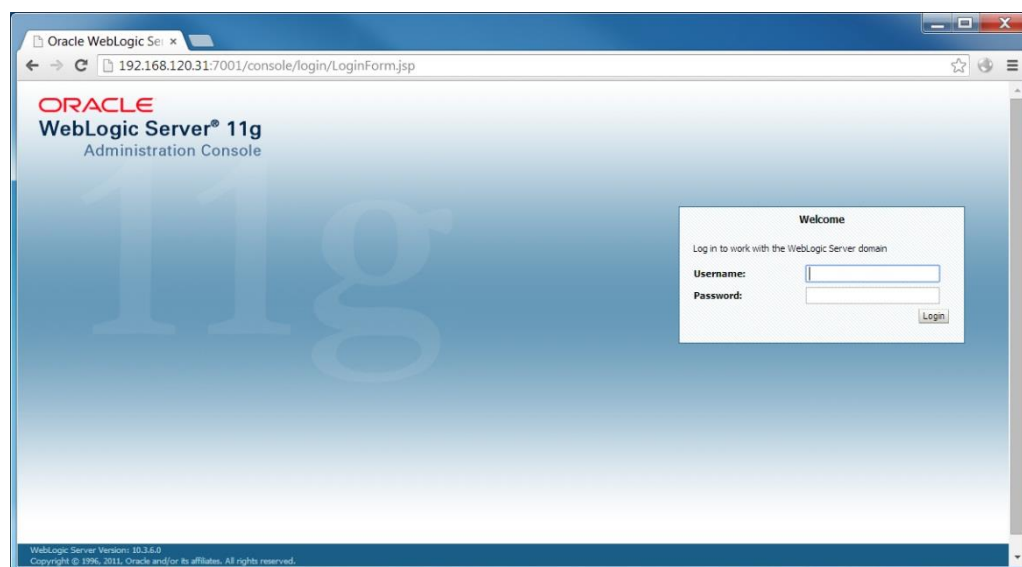 Oracle WebLogic Se
192.168.120.31:7001/console/login/LoginForm.jsp
ORACLE
WebLogic Server® 11g
Administration Console
11g
Welcome
Log in to work with the WebLogic Server domain
Username:
Password:
Login
WebLogic Server Version: 10.3.6.0
Copyright © 1996, 2011, Oracle and/or its affiliates. All rights reserved.